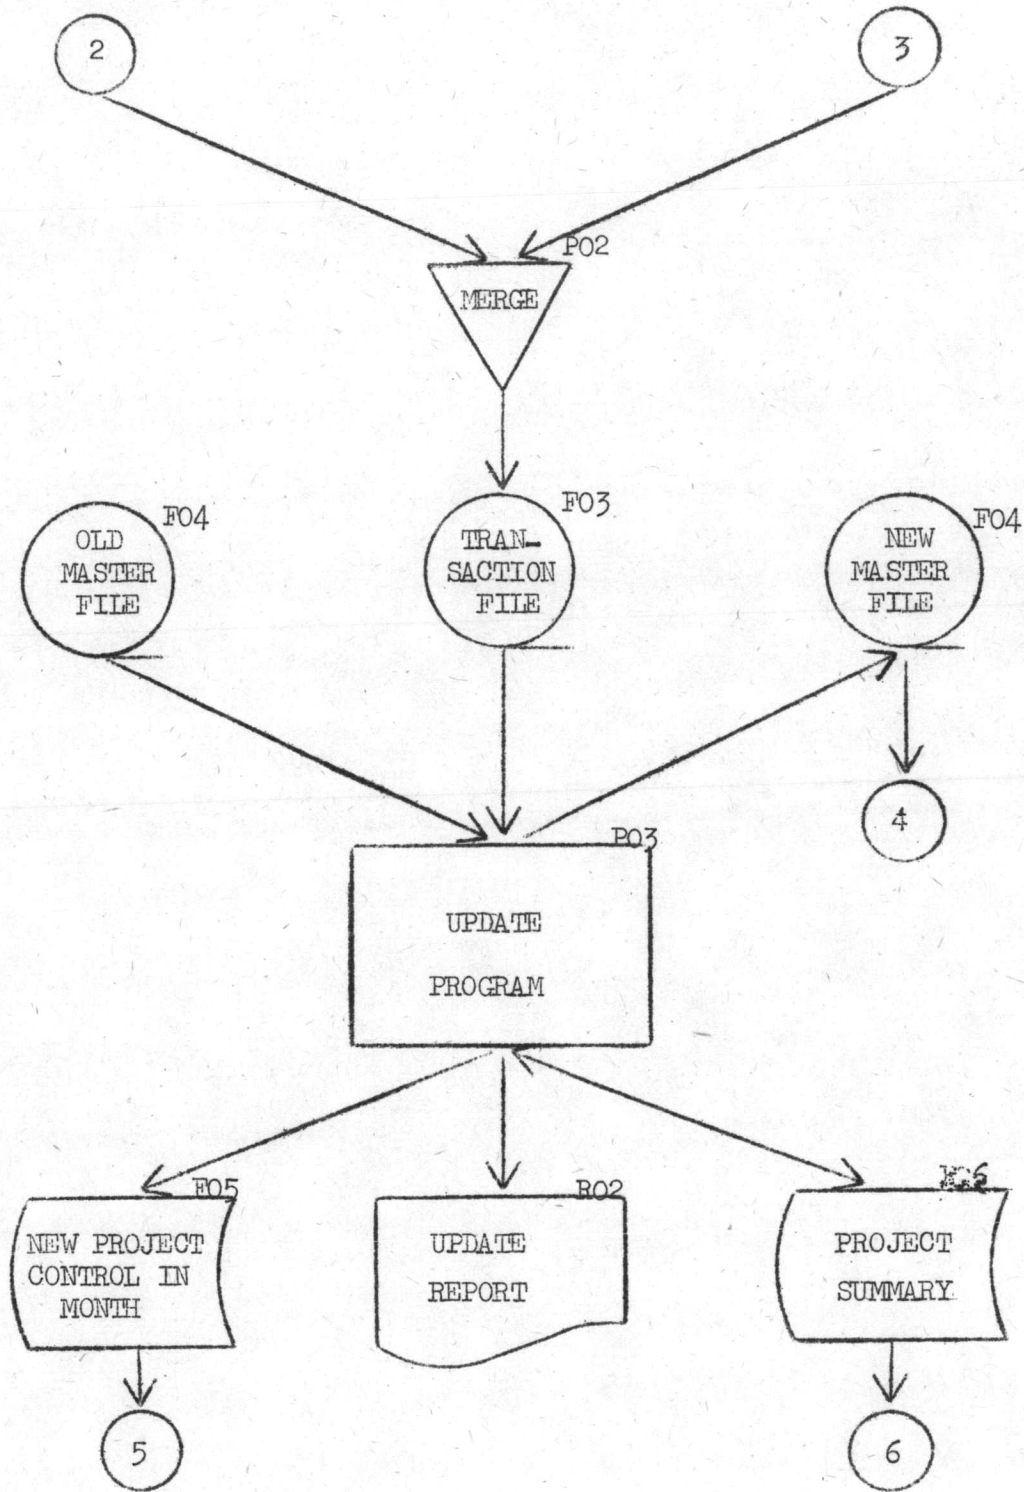 2
3
P02
MERGE
F04
OLD
MASTER
FILE
F03
TRAN-
SACTION
FILE
F04
NEW
MASTER
FILE
4
P03
UPDATE
PROGRAM
F05
NEW PROJECT
CONTROL IN
MONTH
R02
UPDATE
REPORT
PROJECT
SUMMARY
5
6